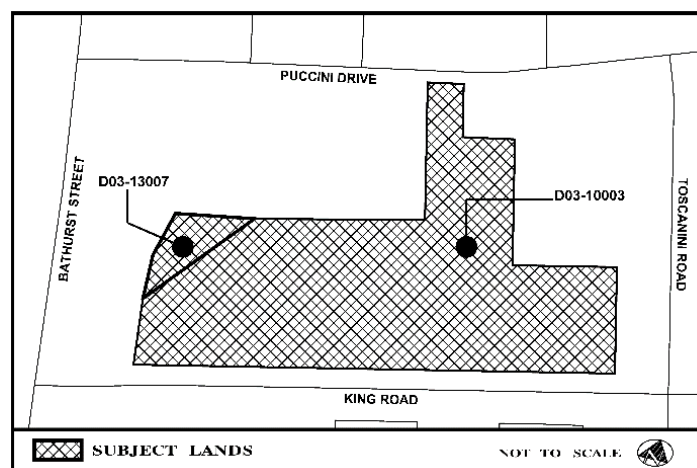 PUCCINI DRIVE
BATHURST STREET
D03-13007
D03-10003
TOSCANINI ROAD
KING ROAD
SUBJECT LANDS
NOT TO SCALE